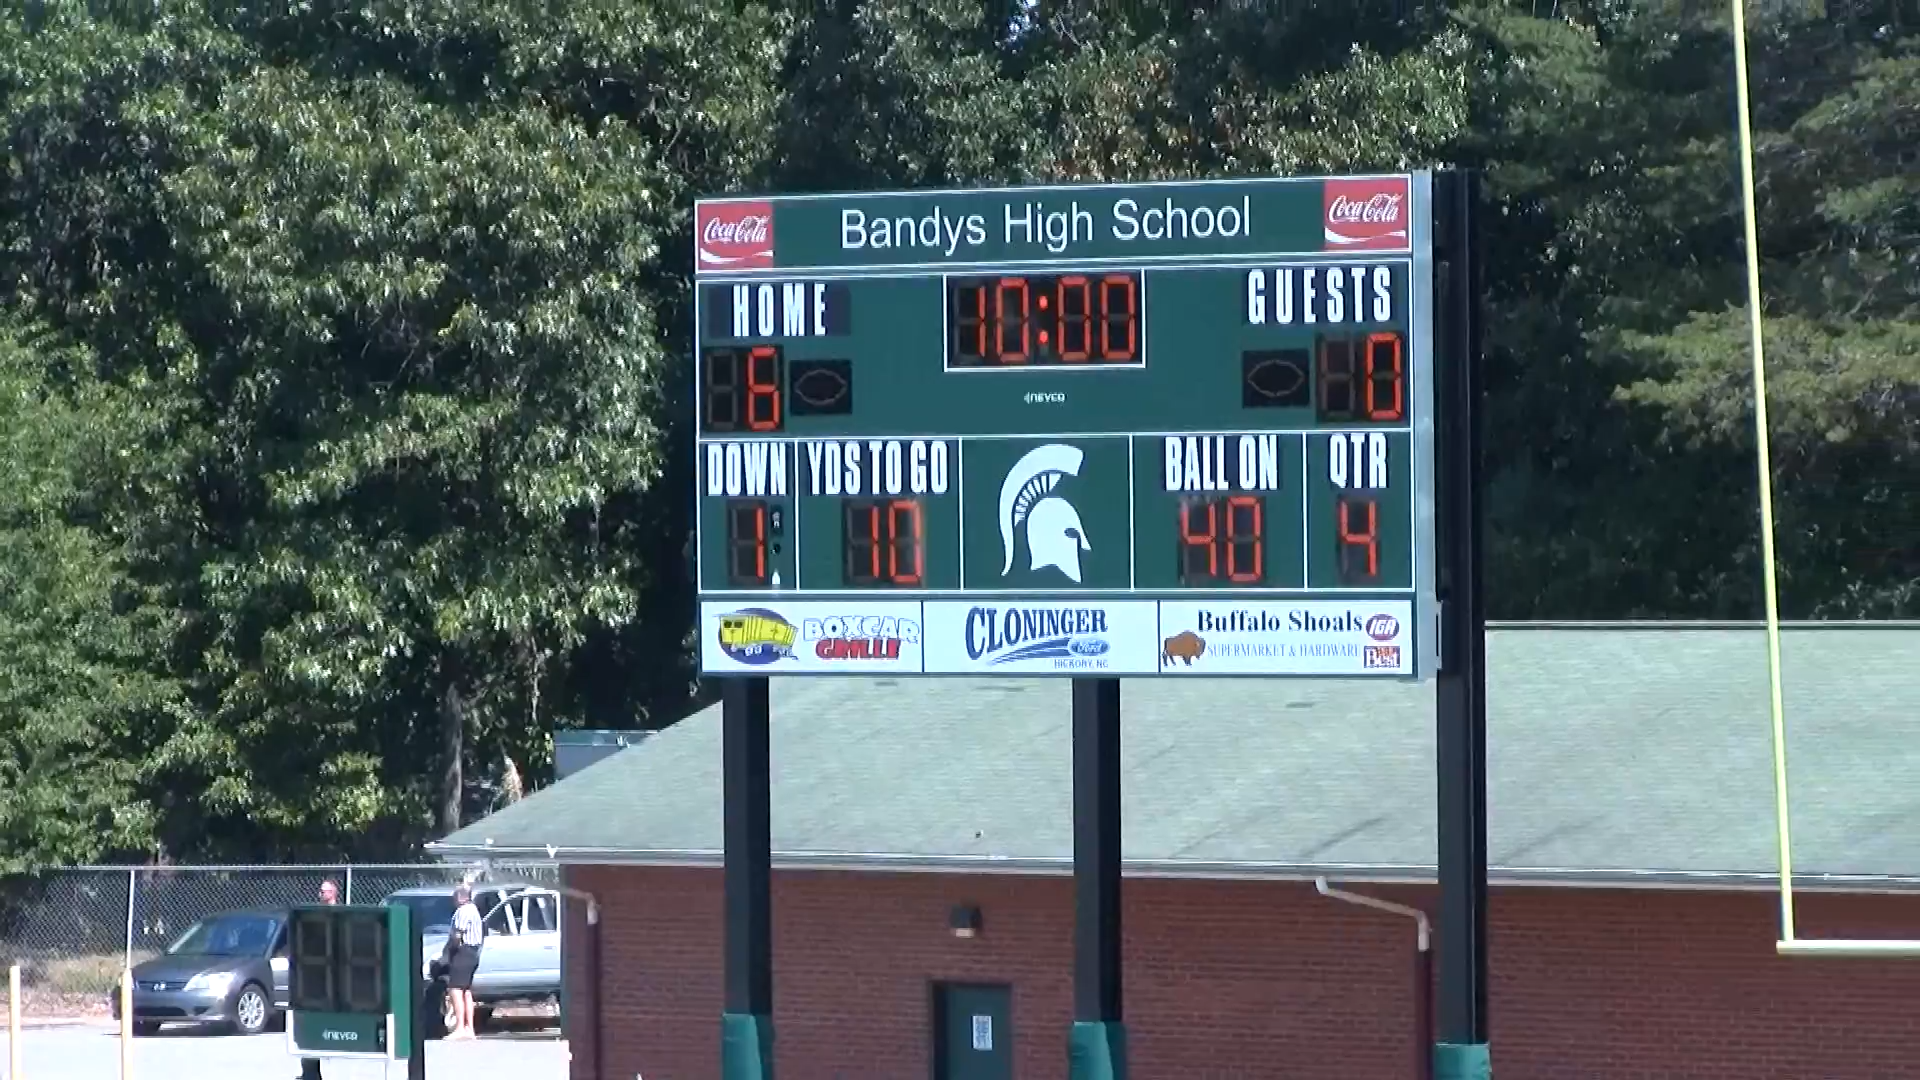 Coca-Cola Bandys High School Coca-Cola
HOME 10:00 GUESTS
6 0
NEVCO
DOWN YDS TO GO BALL ON QTR
1 10 40 4
BOXCAR GRILLE
CLONINGER
Ford
HICKORY, NC
Buffalo Shoals IGA
SUPERMARKET & HARDWARE
NEVCO